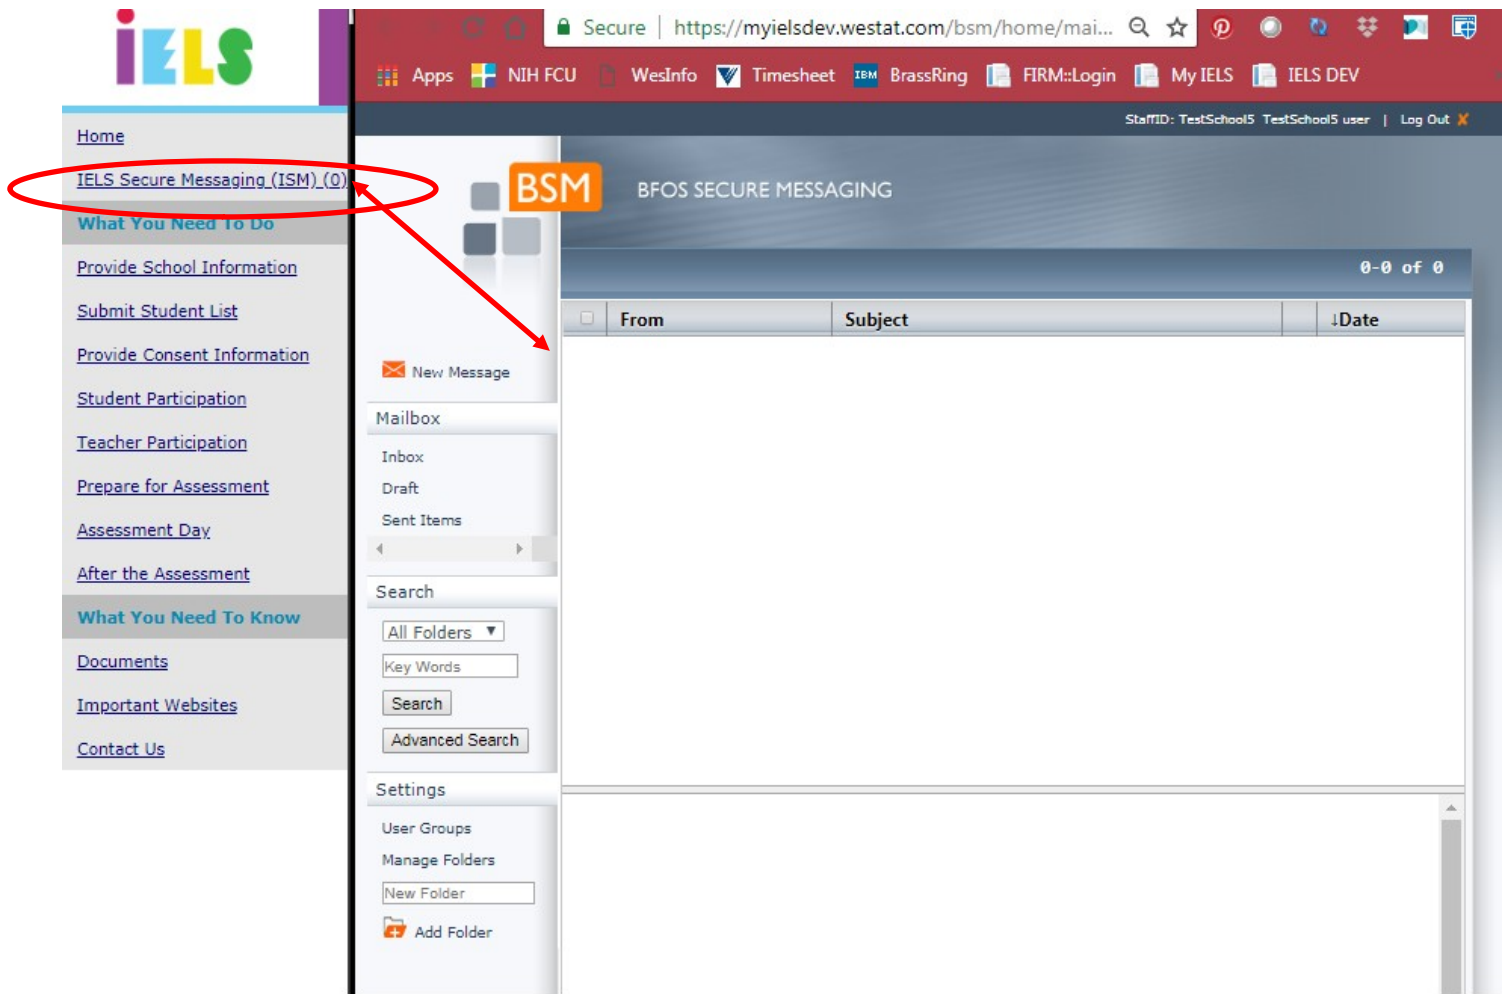 iELS
Home
IELS Secure Messaging (ISM) (0)
What You Need To Do
Provide School Information
Submit Student List
Provide Consent Information
Student Participation
Teacher Participation
Prepare for Assessment
Assessment Day
After the Assessment
What You Need To Know
Documents
Important Websites
Contact Us
Secure | https://myielsdev.westat.com/bsm/home/mai...
Apps NIH FCU WesInfo Timesheet IBM BrassRing FIRM::Login My IELS IELS DEV
StaffID: TestSchool5 TestSchool5 user | Log Out
BSM BFOS SECURE MESSAGING
0-0 of 0
From Subject ↓Date
New Message
Mailbox
Inbox
Draft
Sent Items
Search
All Folders
Key Words
Search
Advanced Search
Settings
User Groups
Manage Folders
New Folder
Add Folder